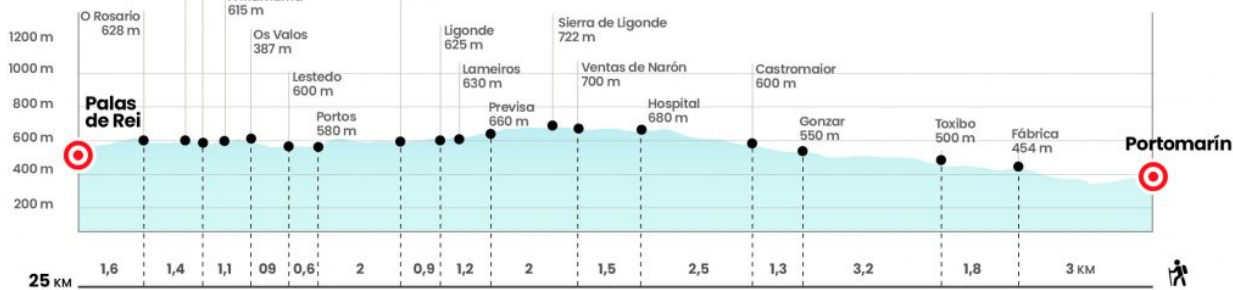 615 m
O Rosario
628 m
Sierra de Ligonde
722 m
1200 m
Os Valos
387 m
Ligonde
625 m
1000 m
Lestedo
600 m
Lameiros
630 m
Ventas de Narón
700 m
Castromaior
600 m
800 m
Palas
de Rei
Portos
580 m
Previsa
660 m
Hospital
680 m
Gonzar
550 m
Toxibo
500 m
Fábrica
454 m
600 m
Portomarín
400 m
200 m
1,6
1,4
1,1
09
0,6
2
0,9
1,2
2
1,5
2,5
1,3
3,2
1,8
3 KM
25 KM